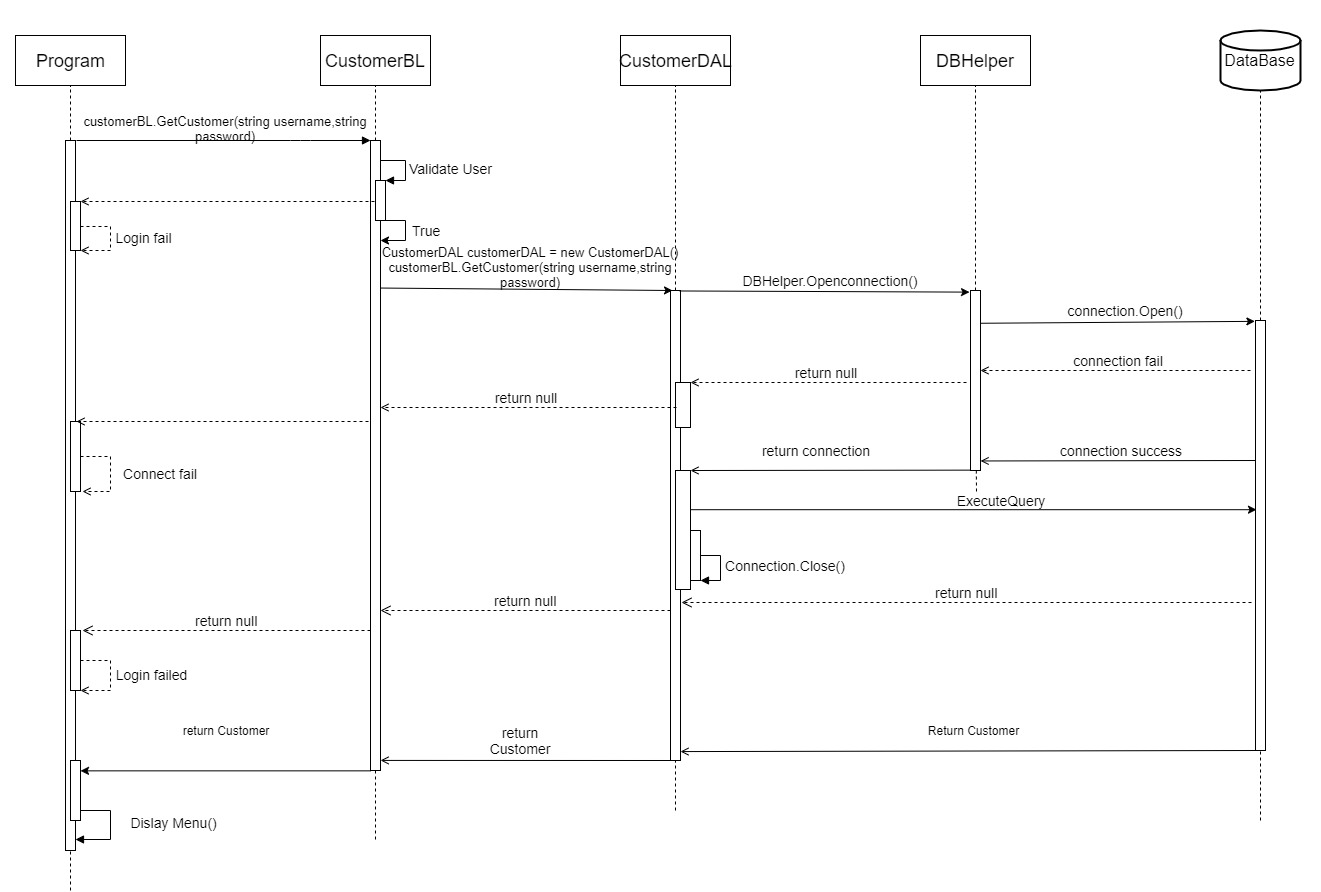 Program
CustomerBL
CustomerDAL
DBHelper
DataBase
customerBL.GetCustomer(string username,string
password)
Validate User
True
Login fail
CustomerDAL customerDAL = new CustomerDAL()
customerBL.GetCustomer(string username,string
password)
DBHelper.Openconnection()
connection.Open()
connection fail
return null
return null
return connection
connection success
Connect fail
ExecuteQuery
Connection.Close()
return null
return null
return null
Login failed
return Customer
return
Customer
Return Customer
Dislay Menu()